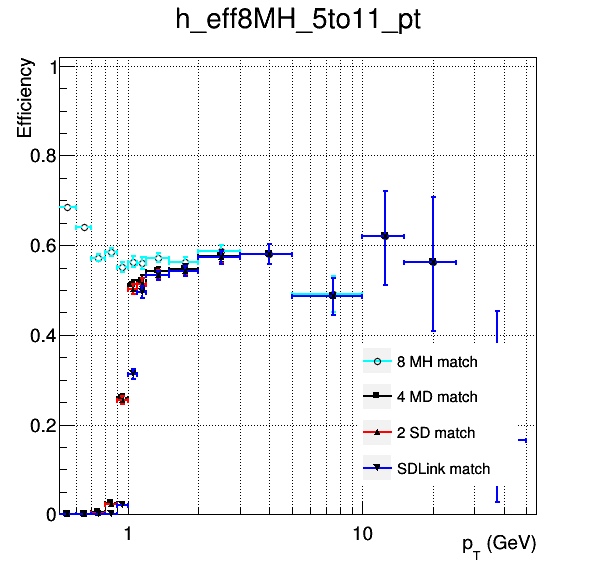 h_eff8MH_5to11_pt
Efficiency
1
0.8
0.6
0.4
0.2
0
8 MH match
4 MD match
2 SD match
SDLink match
1
10
p_T (GeV)